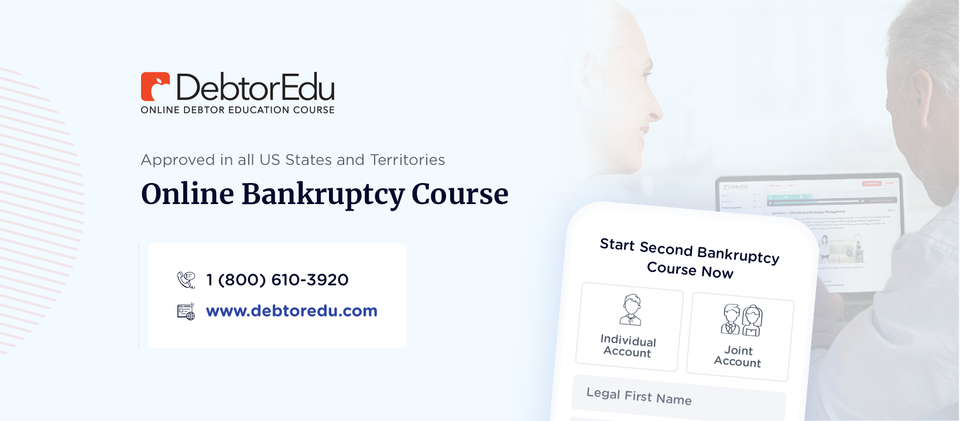 DebtorEdu
ONLINE DEBTOR EDUCATION COURSE
Approved in all US States and Territories
Online Bankruptcy Course
1 (800) 610-3920
www.debtoredu.com
Start Second Bankruptcy
Course Now
Individual
Account
Joint
Account
Legal First Name